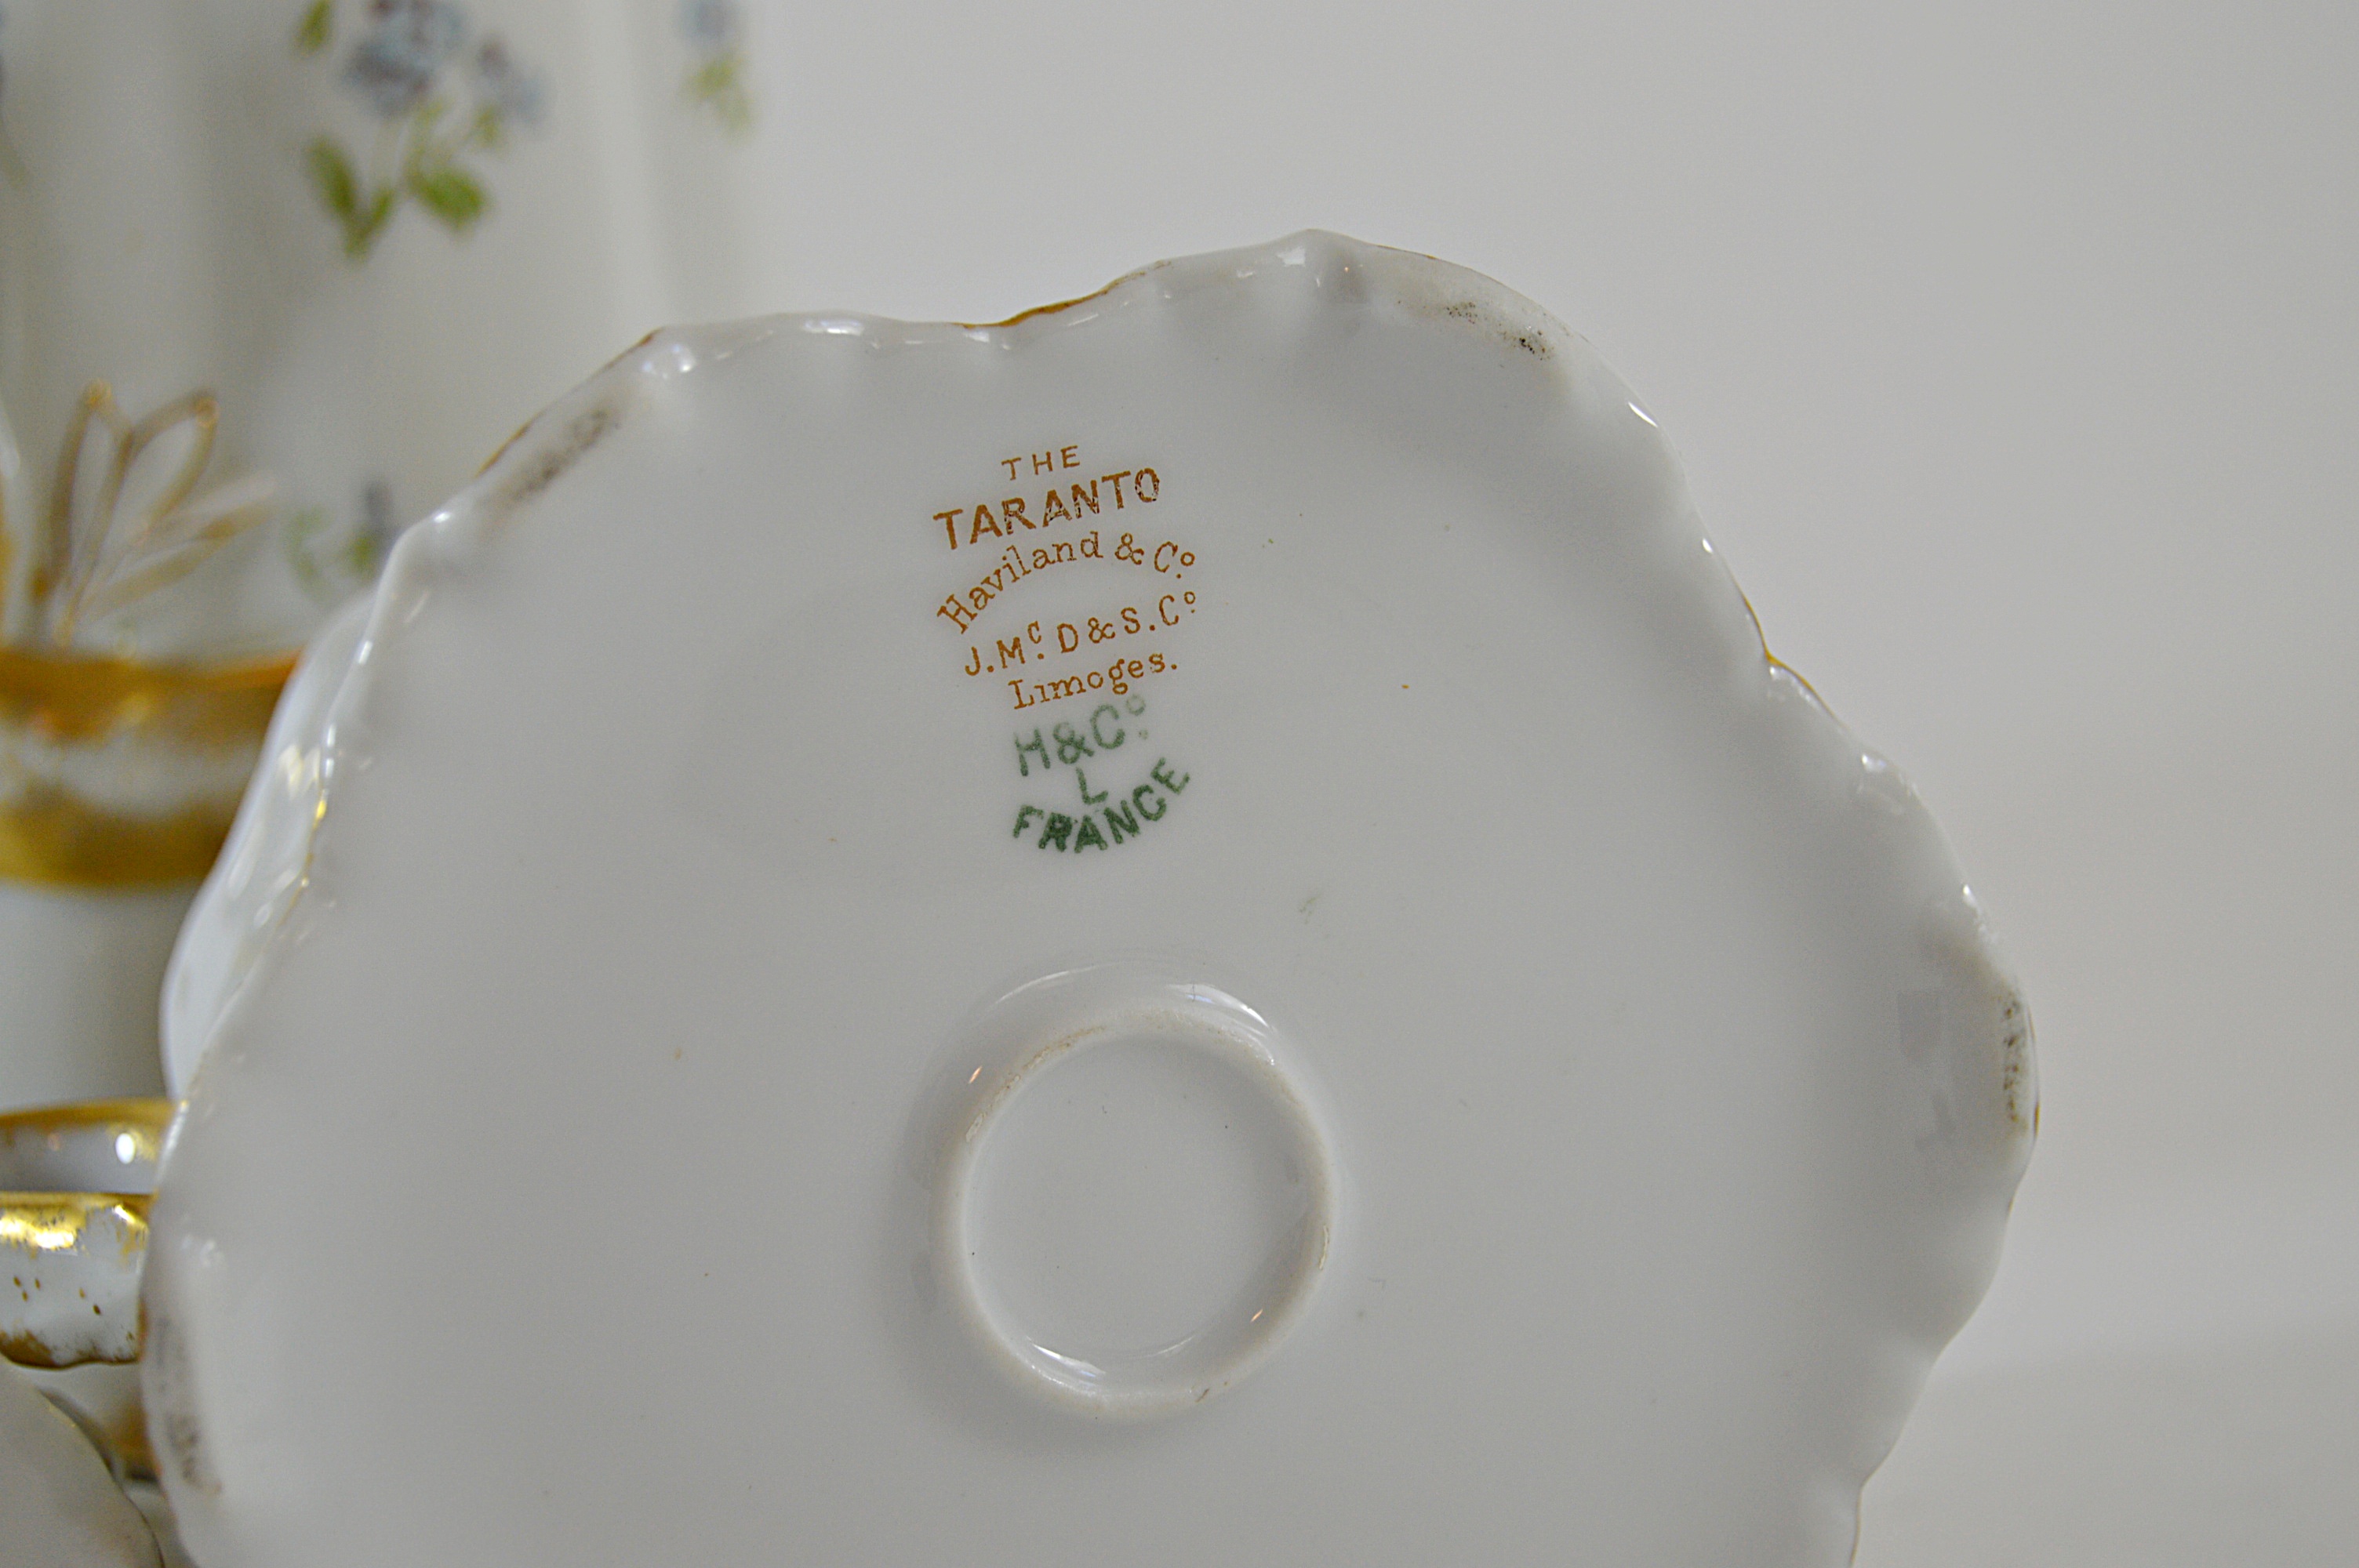 THE
TARANTO
Haviland & Co
J. Mc. D & S. Co
Limoges.
H & Co
L
FRANCE